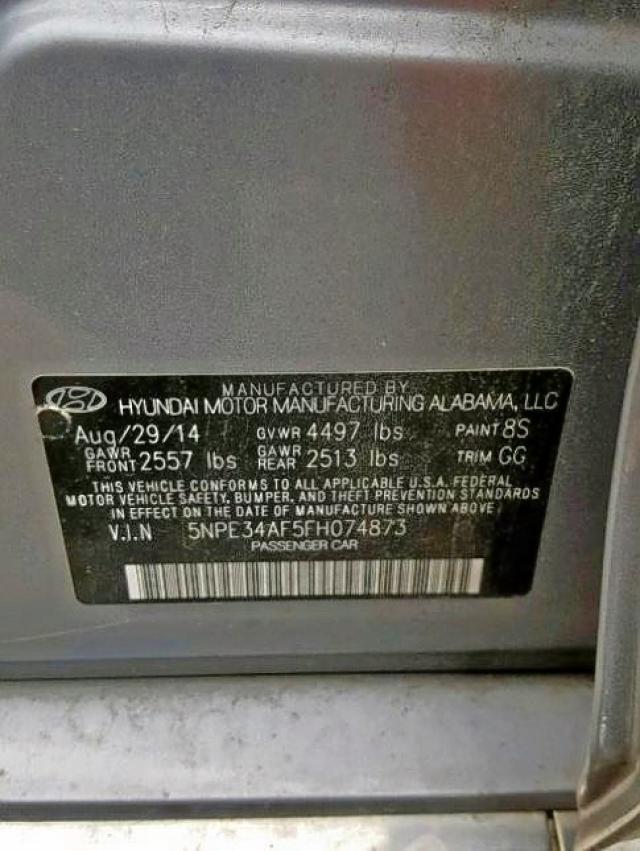 MANUFACTURED BY
HYUNDAI MOTOR MANUFACTURING ALABAMA, LLC
Aug/29/14 GVWR 4497 lbs PAINT 8S
GAWR FRONT 2557 lbs GAWR REAR 2513 lbs TRIM GG
THIS VEHICLE CONFORMS TO ALL APPLICABLE U.S.A. FEDERAL
MOTOR VEHICLE SAFETY, BUMPER, AND THEFT PREVENTION STANDARDS
IN EFFECT ON THE DATE OF MANUFACTURE SHOWN ABOVE.
V.I.N 5NPE34AF5FH074873
PASSENGER CAR